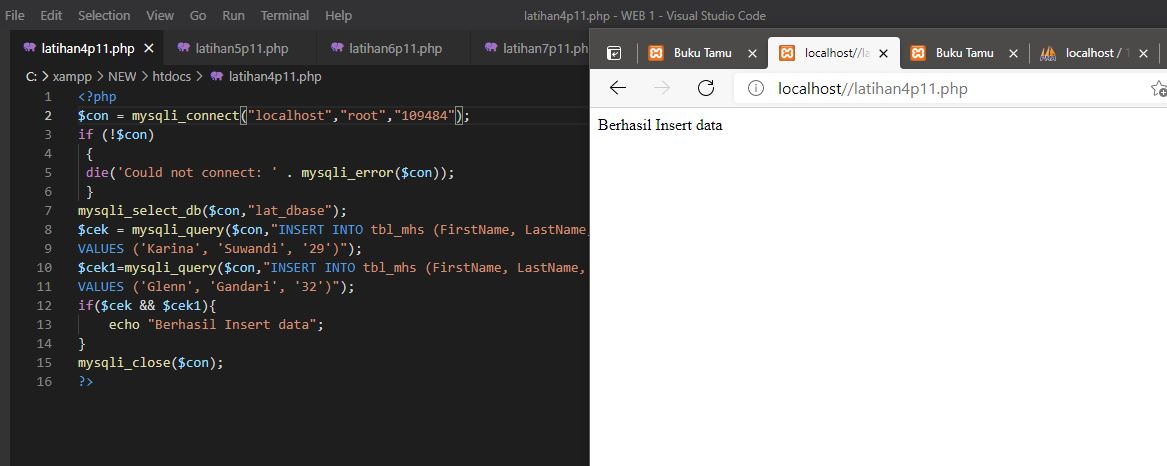 File Edit Selection View Go Run Terminal Help latihan4p11.php - WEB 1 - Visual Studio Code
latihan4p11.php latihan5p11.php latihan6p11.php latihan7p11.ph
C: > xampp > NEW > htdocs > latihan4p11.php
1 <?php
2 $con = mysqli_connect("localhost","root","109484");
3 if (!$con)
4 {
5 die('Could not connect: ' . mysqli_error($con));
6 }
7 mysqli_select_db($con,"lat_dbase");
8 $cek = mysqli_query($con,"INSERT INTO tbl_mhs (FirstName, LastName,
9 VALUES ('Karina', 'Suwandi', '29')");
10 $cek1=mysqli_query($con,"INSERT INTO tbl_mhs (FirstName, LastName,
11 VALUES ('Glenn', 'Gandari', '32')");
12 if($cek && $cek1){
13 echo "Berhasil Insert data";
14 }
15 mysqli_close($con);
16 ?>
Buku Tamu localhost//la Buku Tamu localhost /
localhost//latihan4p11.php
Berhasil Insert data